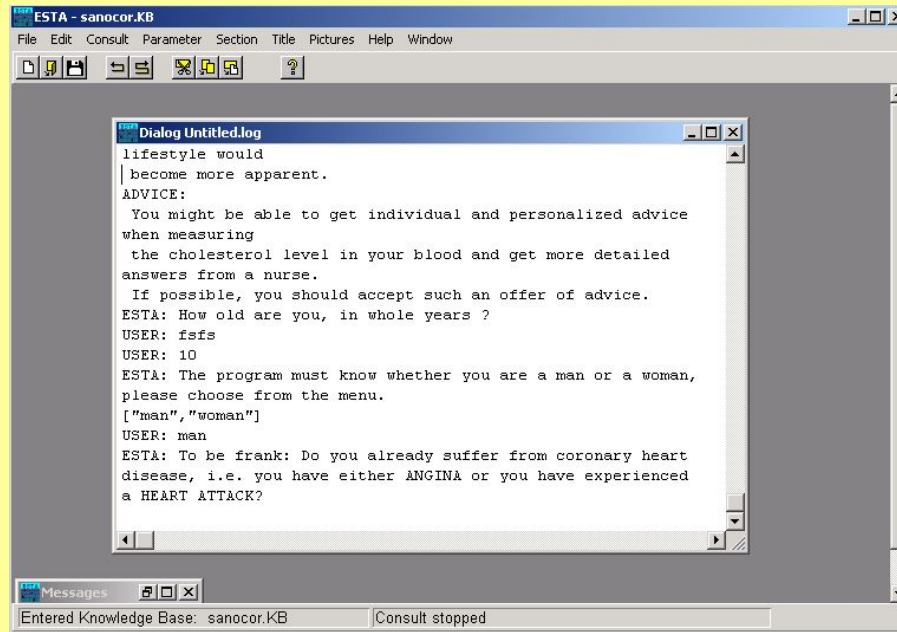 ESTA - sanocor.KB
File Edit Consult Parameter Section Title Pictures Help Window
Dialog Untitled.log
lifestyle would
become more apparent.
ADVICE:
You might be able to get individual and personalized advice
when measuring
the cholesterol level in your blood and get more detailed
answers from a nurse.
If possible, you should accept such an offer of advice.
ESTA: How old are you, in whole years ?
USER: fsfs
USER: 10
ESTA: The program must know whether you are a man or a woman,
please choose from the menu.
["man","woman"]
USER: man
ESTA: To be frank: Do you already suffer from coronary heart
disease, i.e. you have either ANGINA or you have experienced
a HEART ATTACK?
Messages
Entered Knowledge Base: sanocor.KB Consult stopped